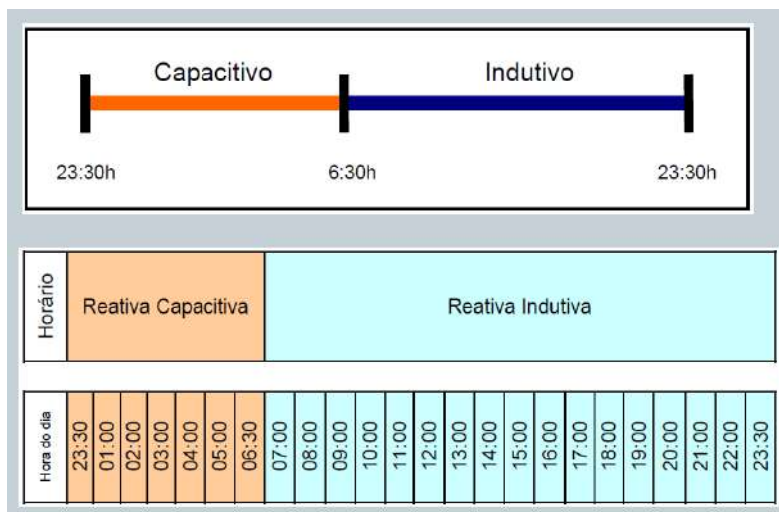 Capacitivo Indutivo
23:30h 6:30h 23:30h
Horário Reativa Capacitiva Reativa Indutiva
Hora do dia 23:30 01:00 02:00 03:00 04:00 05:00 06:30 07:00 08:00 09:00 10:00 11:00 12:00 13:00 14:00 15:00 16:00 17:00 18:00 19:00 20:00 21:00 22:00 23:30